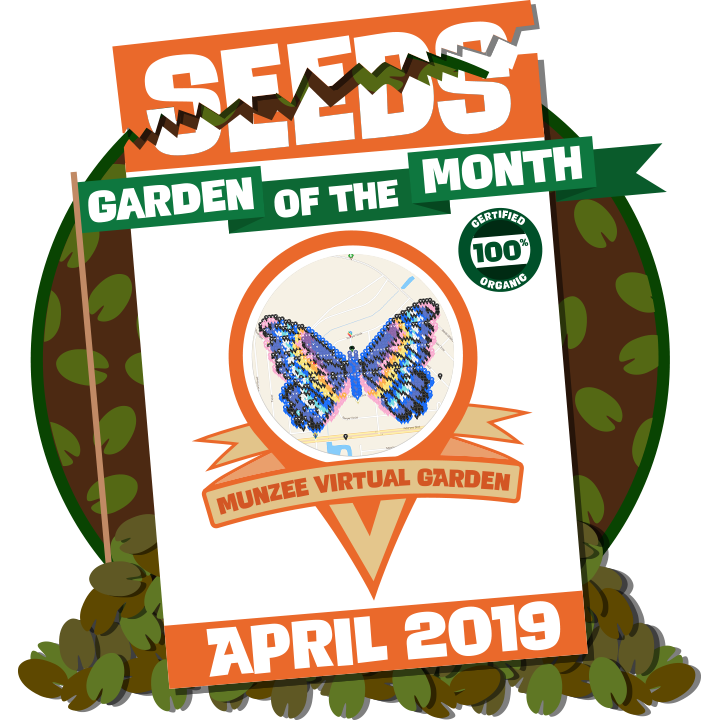 SEEDS
GARDEN OF THE MONTH
CERTIFIED
100%
ORGANIC
MUNZEE VIRTUAL GARDEN
APRIL 2019